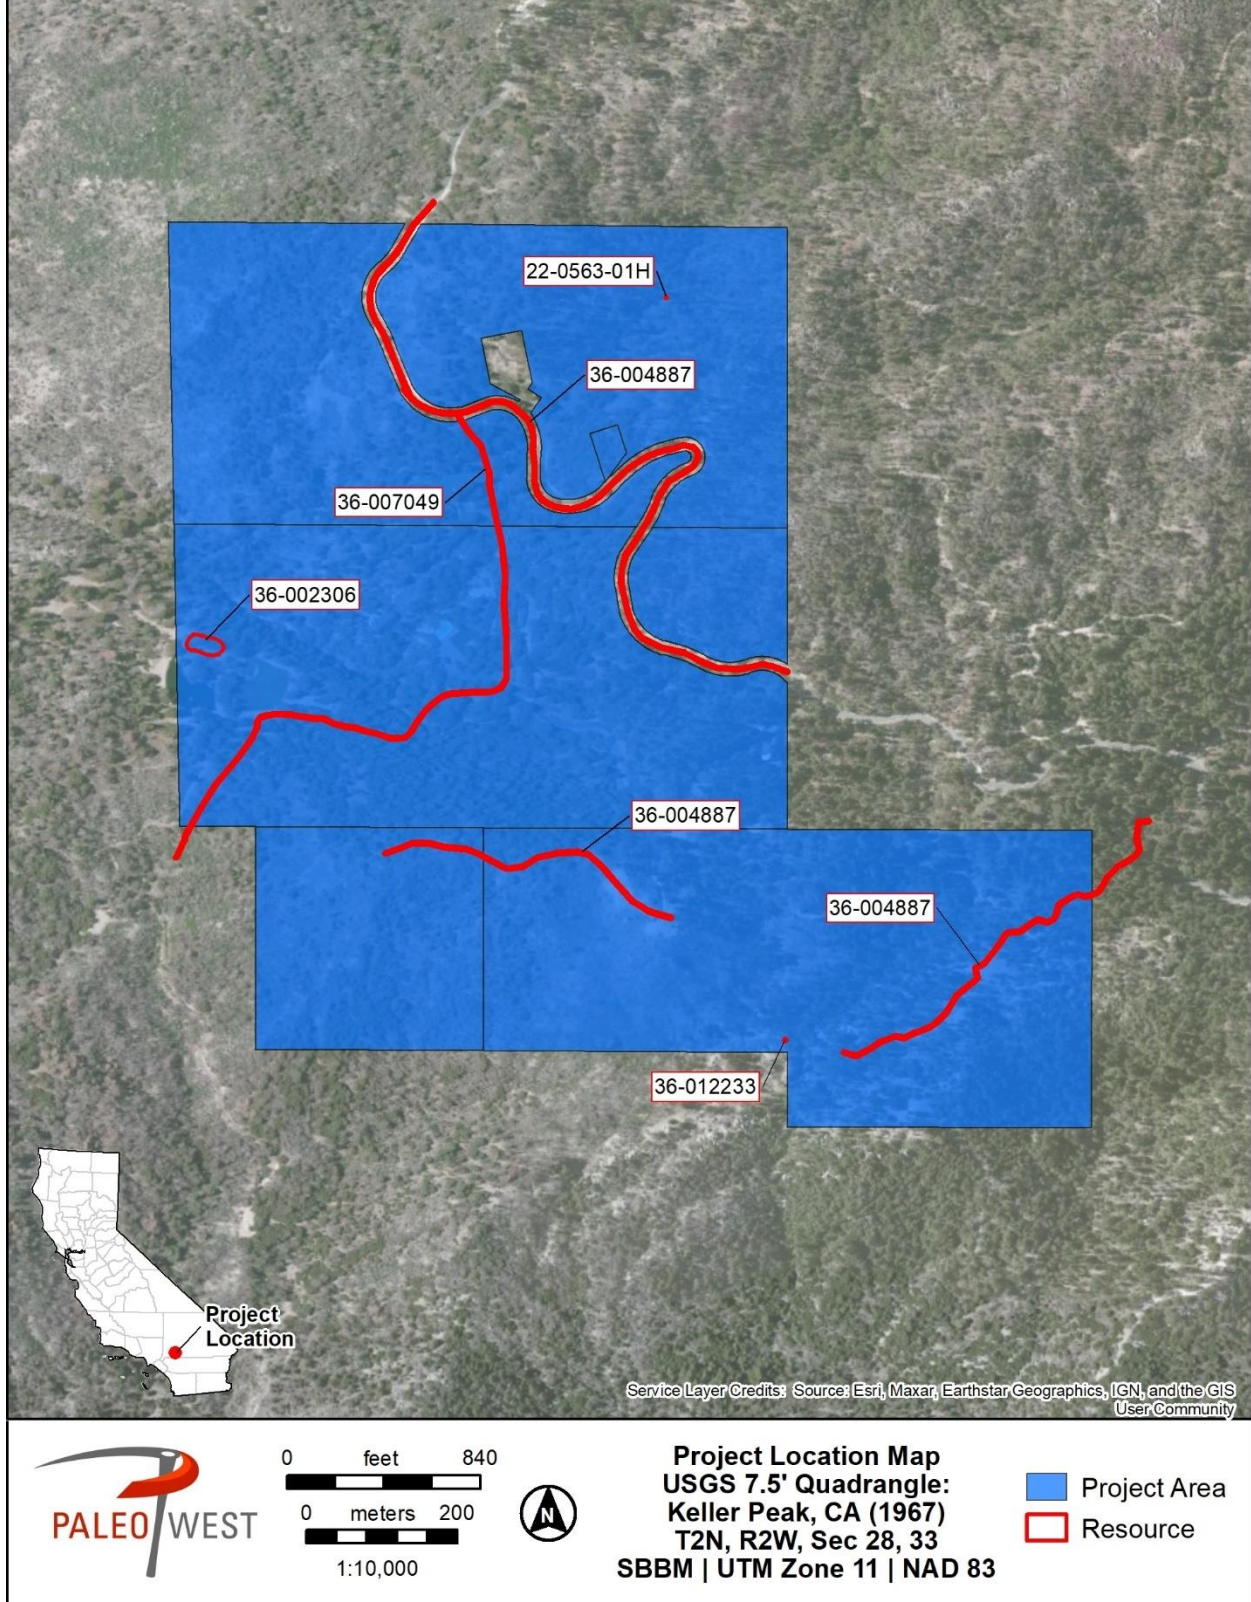 22-0563-01H
36-004887
36-007049
36-002306
36-004887
36-004887
36-012233
Project
Location
Service Layer Credits: Source: Esri, Maxar, Earthstar Geographics, IGN, and the GIS
User Community
PALEO WEST
0 feet 840
0 meters 200
1:10,000
N
Project Location Map
USGS 7.5' Quadrangle:
Keller Peak, CA (1967)
T2N, R2W, Sec 28, 33
SBBM | UTM Zone 11 | NAD 83
Project Area
Resource